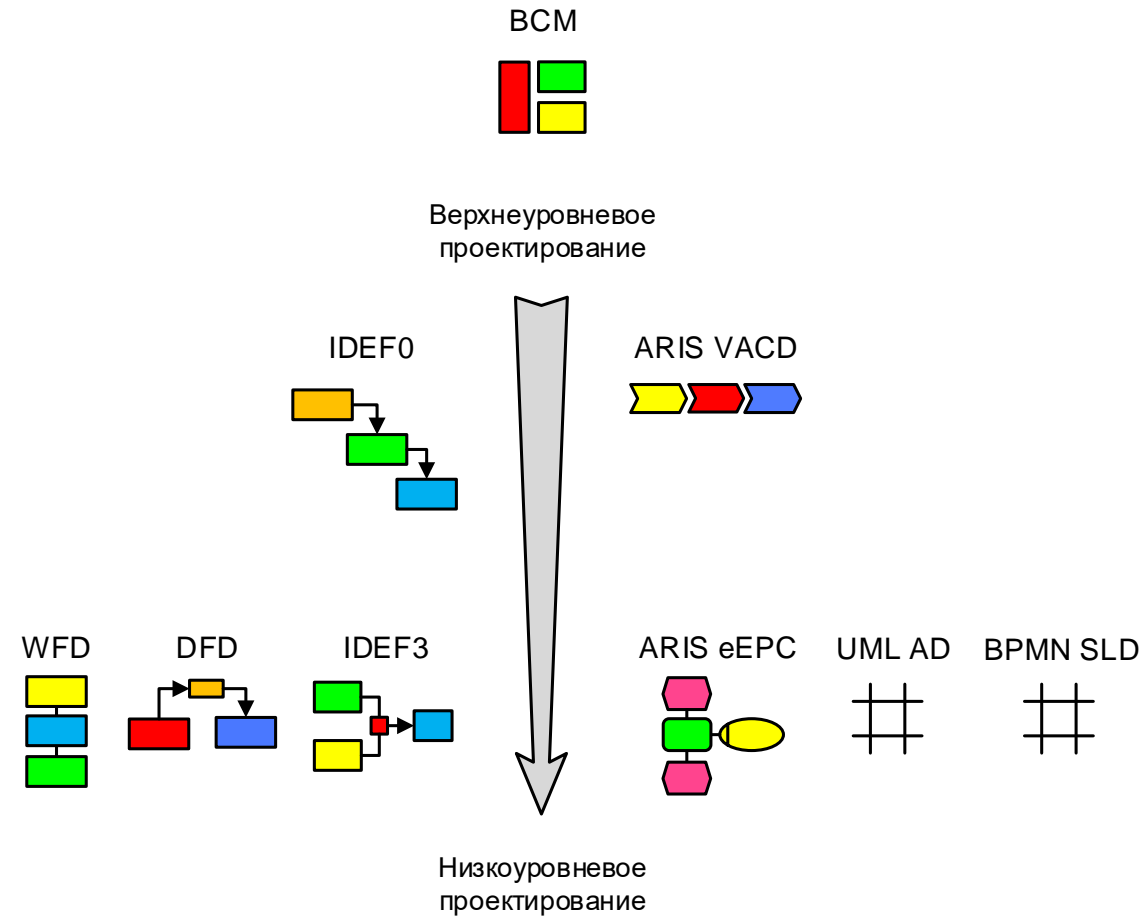 BCM
Верхнеуровневое
проектирование
IDEF0
ARIS VACD
WFD
DFD
IDEF3
ARIS eEPC
UML AD
BPMN SLD
Низкоуровневое
проектирование